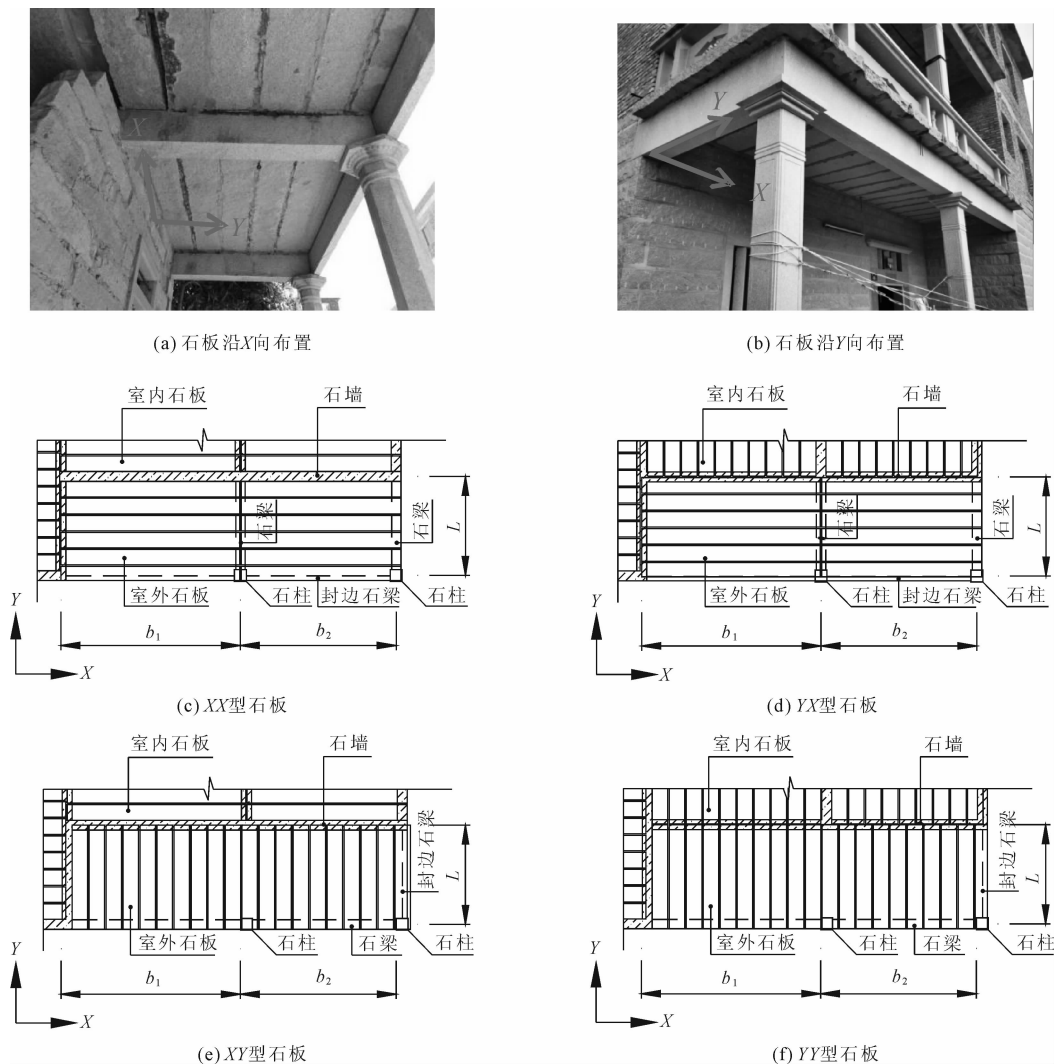 X
Y
Y
X
(a) 石板沿X向布置
(b) 石板沿Y向布置
室内石板
石墙
石梁
石梁
L
室外石板
石柱
封边石梁
石柱
b1
b2
Y
X
(c) XX型石板
室内石板
石墙
石梁
石梁
L
室外石板
石柱
封边石梁
石柱
b1
b2
Y
X
(d) YX型石板
室内石板
石墙
封边石梁
L
室外石板
石柱
石梁
石柱
b1
b2
Y
X
(e) XY型石板
室内石板
石墙
封边石梁
L
室外石板
石柱
石梁
石柱
b1
b2
Y
X
(f) YY型石板